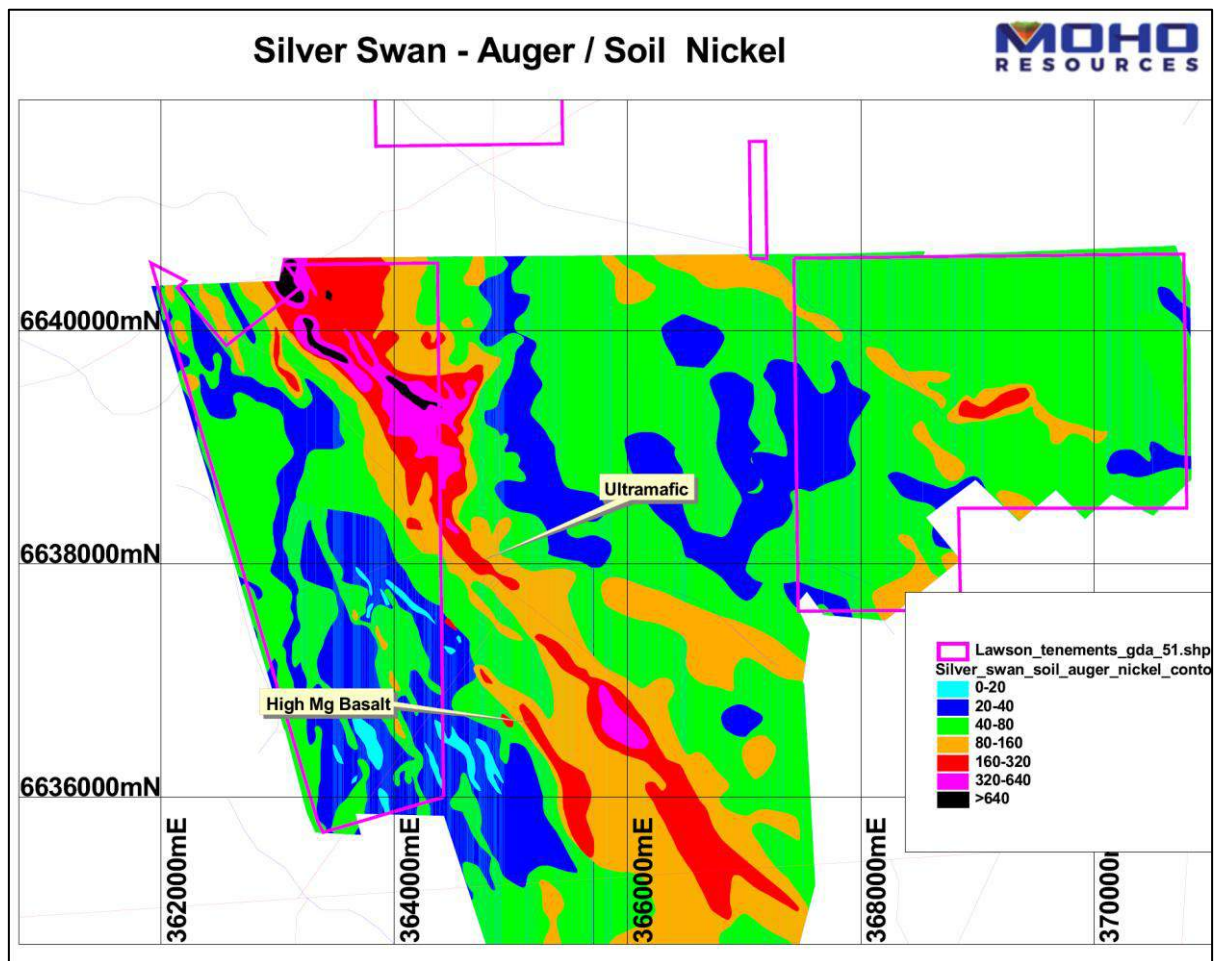 Silver Swan - Auger / Soil Nickel
MOHO
RESOURCES
6640000mN
Ultramafic
6638000mN
High Mg Basalt
6636000mN
362000mE
364000mE
366000mE
368000mE
370000m
Lawson_tenements_gda_51.shp
Silver_swan_soil_auger_nickel_conto
0-20
20-40
40-80
80-160
160-320
320-640
>640